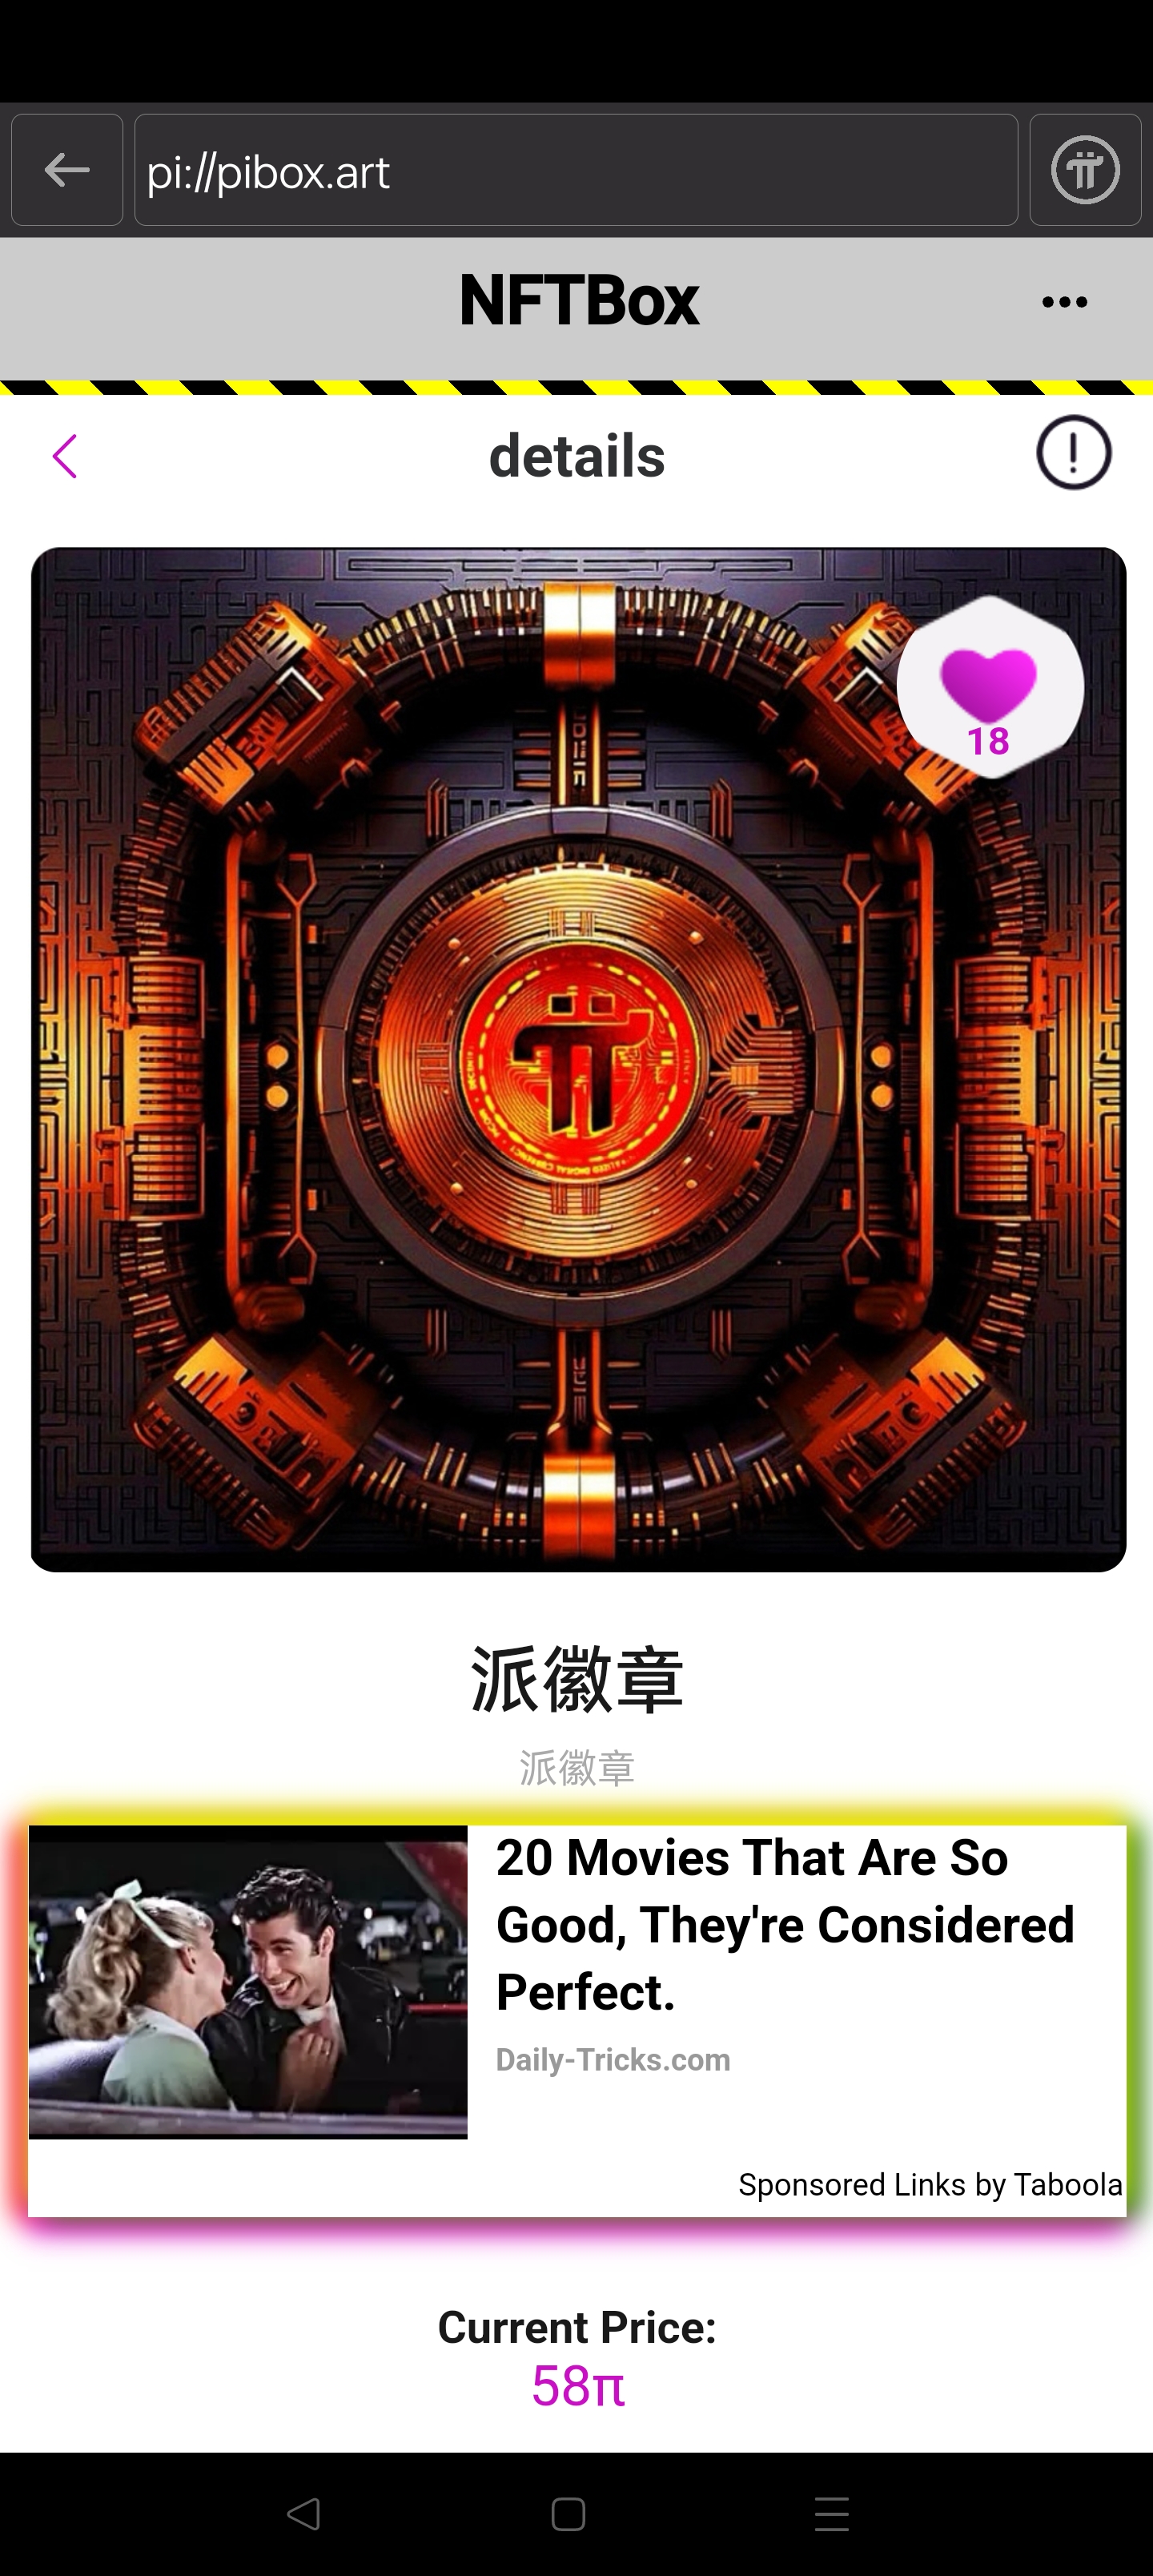 pi://pibox.art
NFTBox
details
18
派徽章
派徽章
20 Movies That Are So
Good, They're Considered
Perfect.
Daily-Tricks.com
Sponsored Links by Taboola
Current Price:
58π